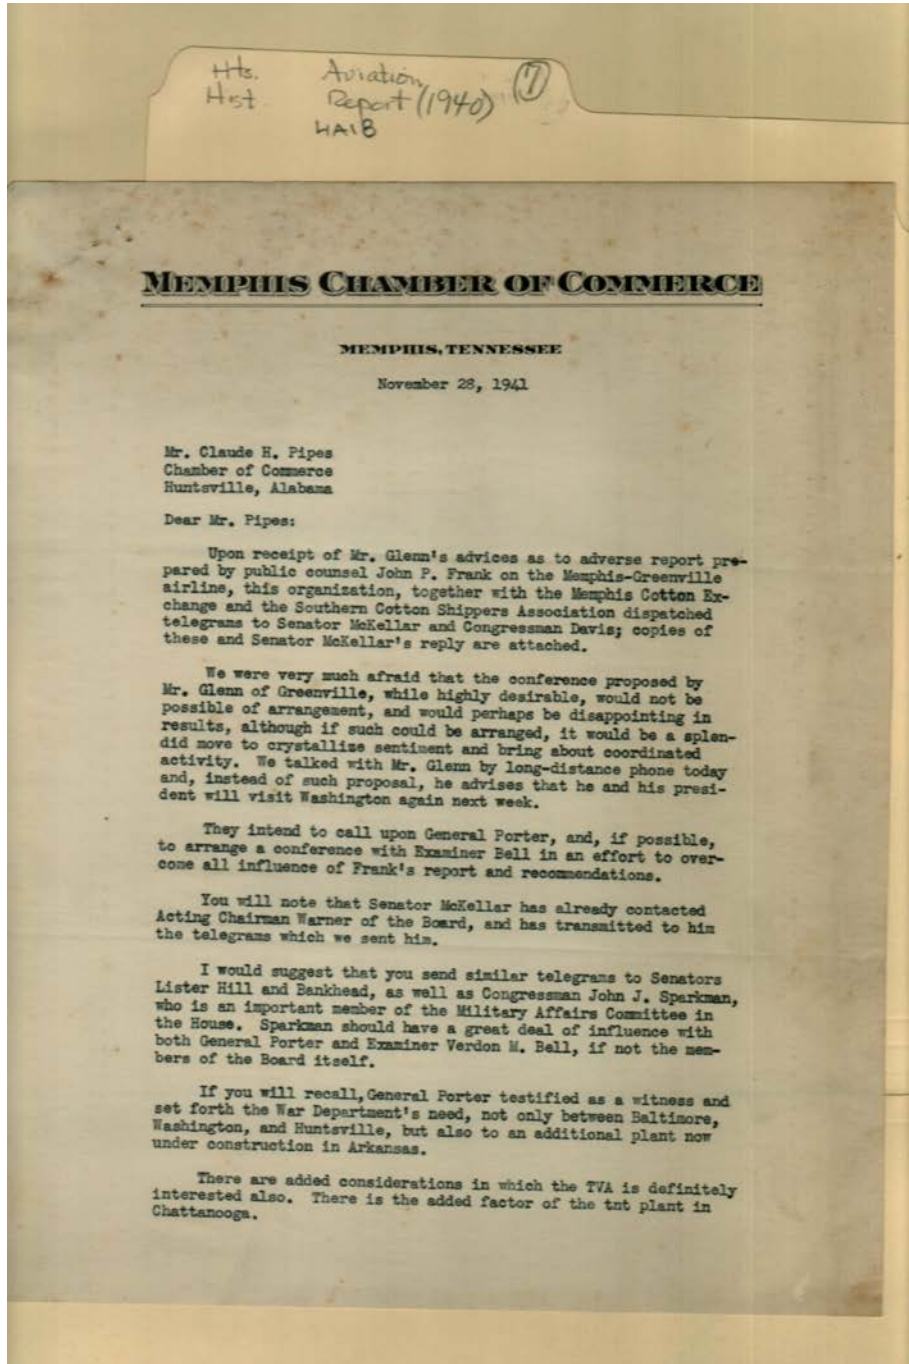 Hts. Aviation 7
Hist Report (1940)
HAIB
MEMPHIS CHAMBER OF COMMERCE
MEMPHIS, TENNESSEE
November 28, 1941
Mr. Claude H. Pipes
Chamber of Commerce
Huntsville, Alabama
Dear Mr. Pipes:
Upon receipt of Mr. Glenn's advices as to adverse report pre-
pared by public counsel John P. Frank on the Memphis-Greenville
airline, this organization, together with the Memphis Cotton Ex-
change and the Southern Cotton Shippers Association dispatched
telegrams to Senator McKellar and Congressman Davis; copies of
these and Senator McKellar's reply are attached.
We were very much afraid that the conference proposed by
Mr. Glenn of Greenville, while highly desirable, would not be
possible of arrangement, and would perhaps be disappointing in
results, although if such could be arranged, it would be a splen-
did move to crystallize sentiment and bring about coordinated
activity. We talked with Mr. Glenn by long-distance phone today
and, instead of such proposal, he advises that he and his presi-
dent will visit Washington again next week.
They intend to call upon General Porter, and, if possible,
to arrange a conference with Examiner Bell in an effort to over-
come all influence of Frank's report and recommendations.
You will note that Senator McKellar has already contacted
Acting Chairman Warner of the Board, and has transmitted to him
the telegrams which we sent him.
I would suggest that you send similar telegrams to Senators
Lister Hill and Bankhead, as well as Congressman John J. Sparkman,
who is an important member of the Military Affairs Committee in
the House. Sparkman should have a great deal of influence with
both General Porter and Examiner Verdon M. Bell, if not the mem-
bers of the Board itself.
If you will recall, General Porter testified as a witness and
set forth the War Department's need, not only between Baltimore,
Washington, and Huntsville, but also to an additional plant now
under construction in Arkansas.
There are added considerations in which the TVA is definitely
interested also. There is the added factor of the tnt plant in
Chattanooga.